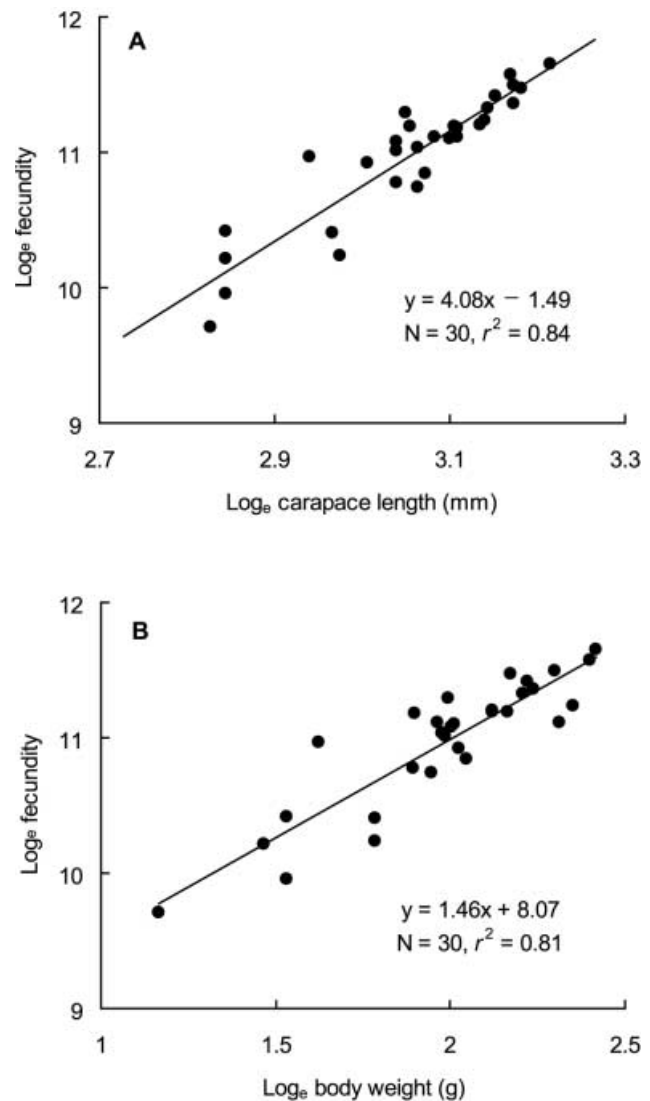 A
12
11
10
9
Logₑ fecundity
y = 4.08x − 1.49
N = 30, r² = 0.84
2.7 2.9 3.1 3.3
Logₑ carapace length (mm)
B
12
11
10
9
Logₑ fecundity
y = 1.46x + 8.07
N = 30, r² = 0.81
1 1.5 2 2.5
Logₑ body weight (g)